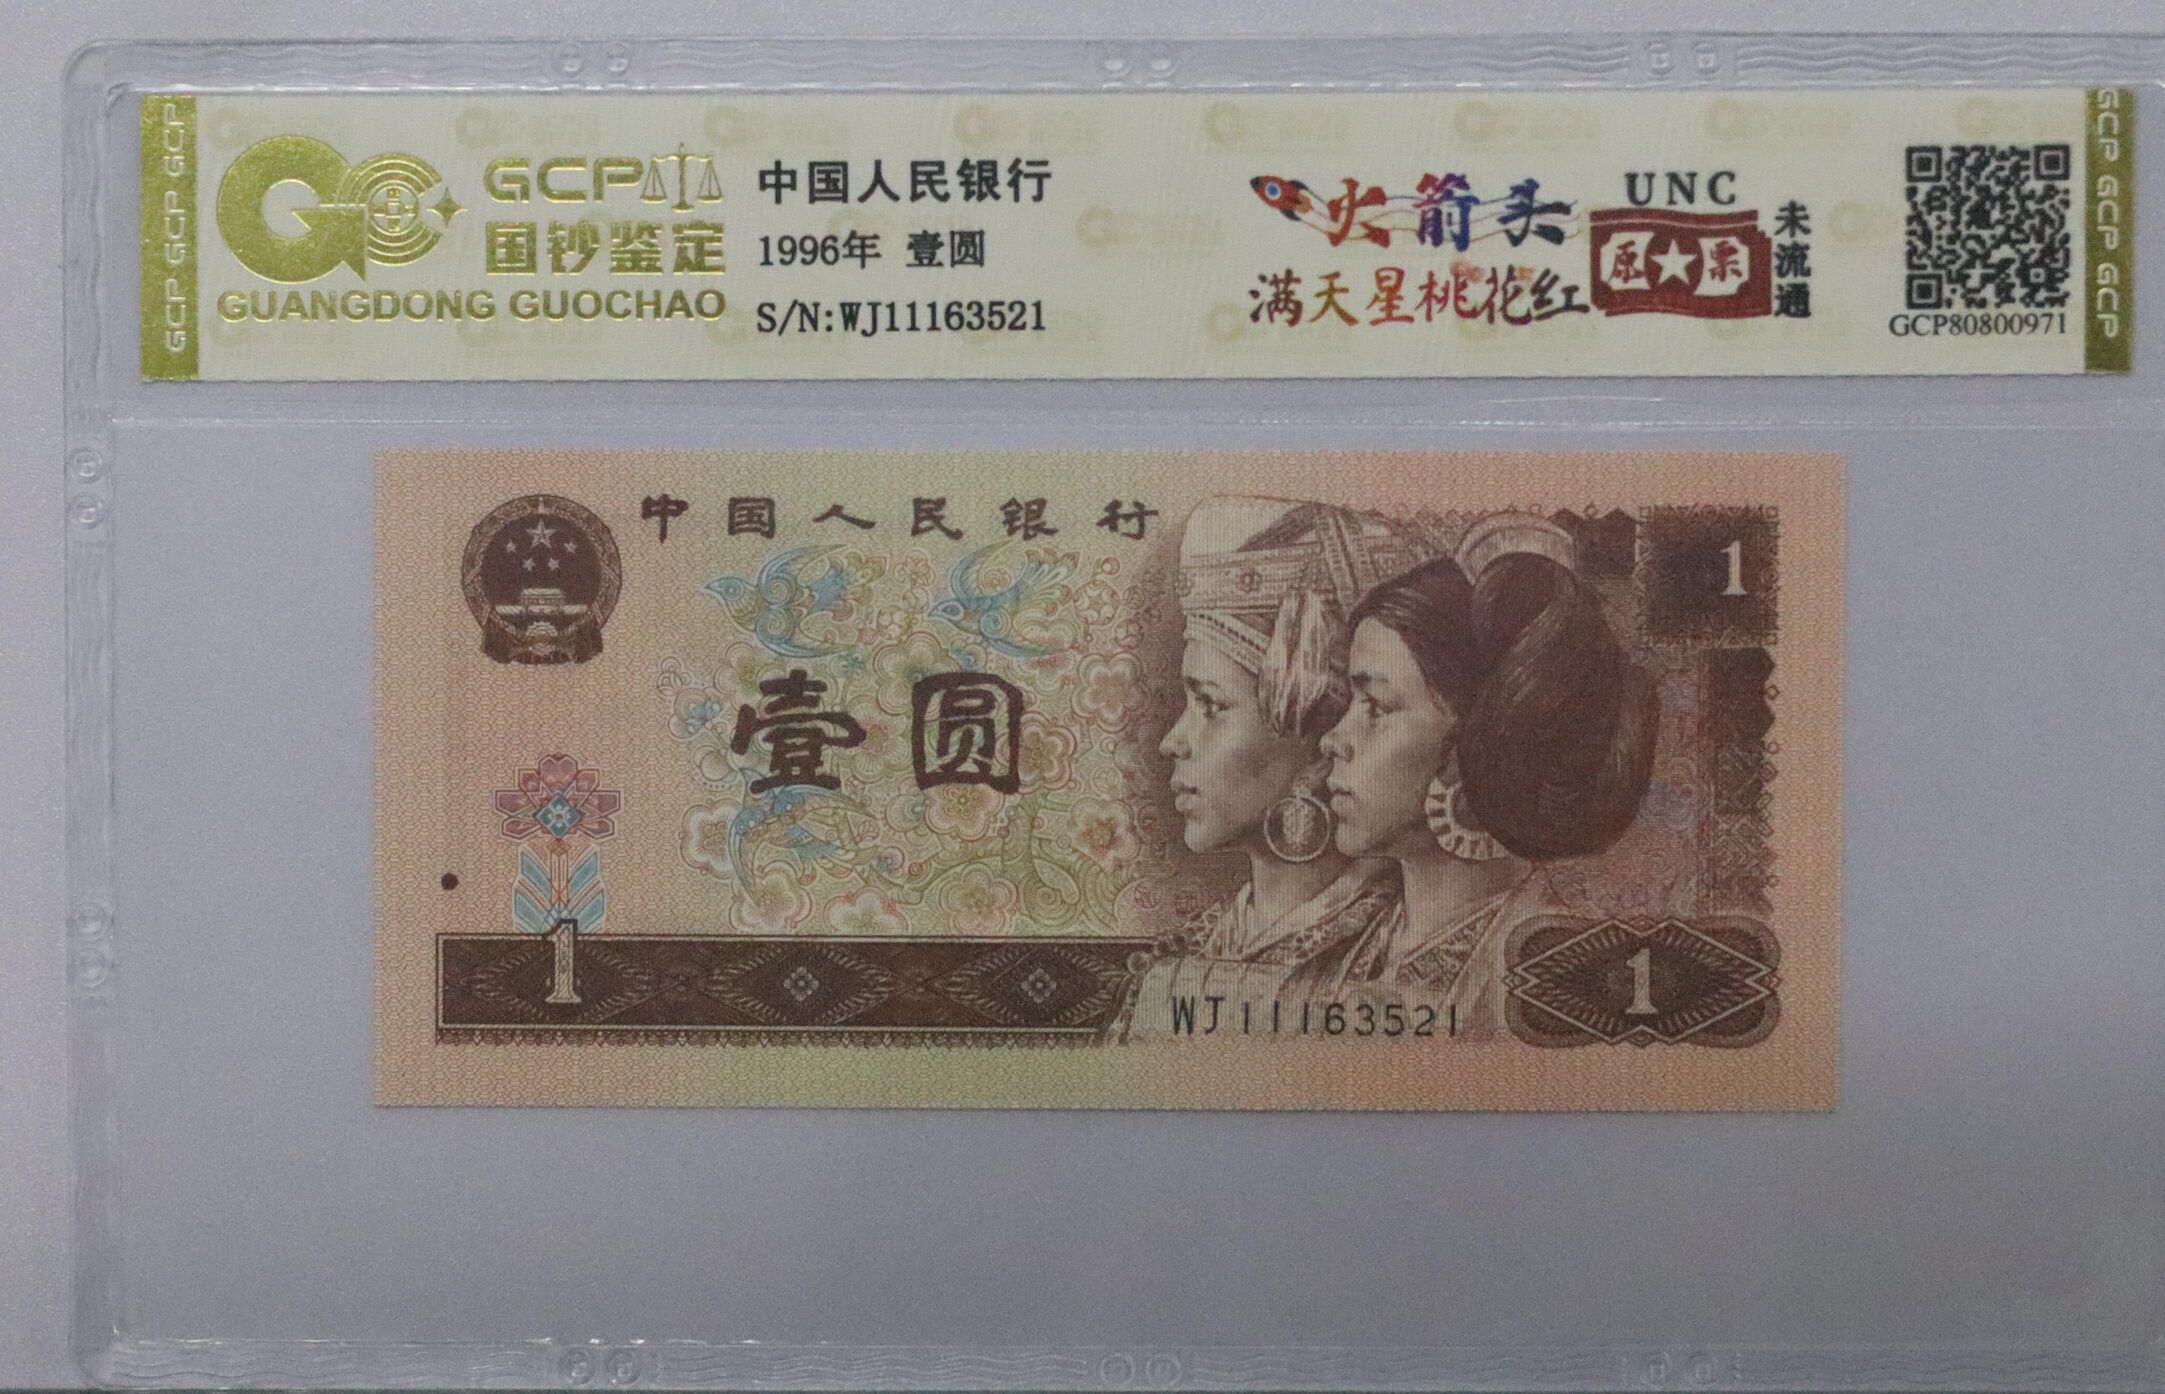 GCP GCP GCP
GCP
国钞鉴定
GUANGDONG GUOCHAO
中国人民银行
1996年 壹圆
S/N:WJ11163521
火箭头
满天星桃花红
UNC
原票
未流通
GCP80800971
GCP GCP GCP
中国人民银行
1
壹圆
1
1
WJ11163521